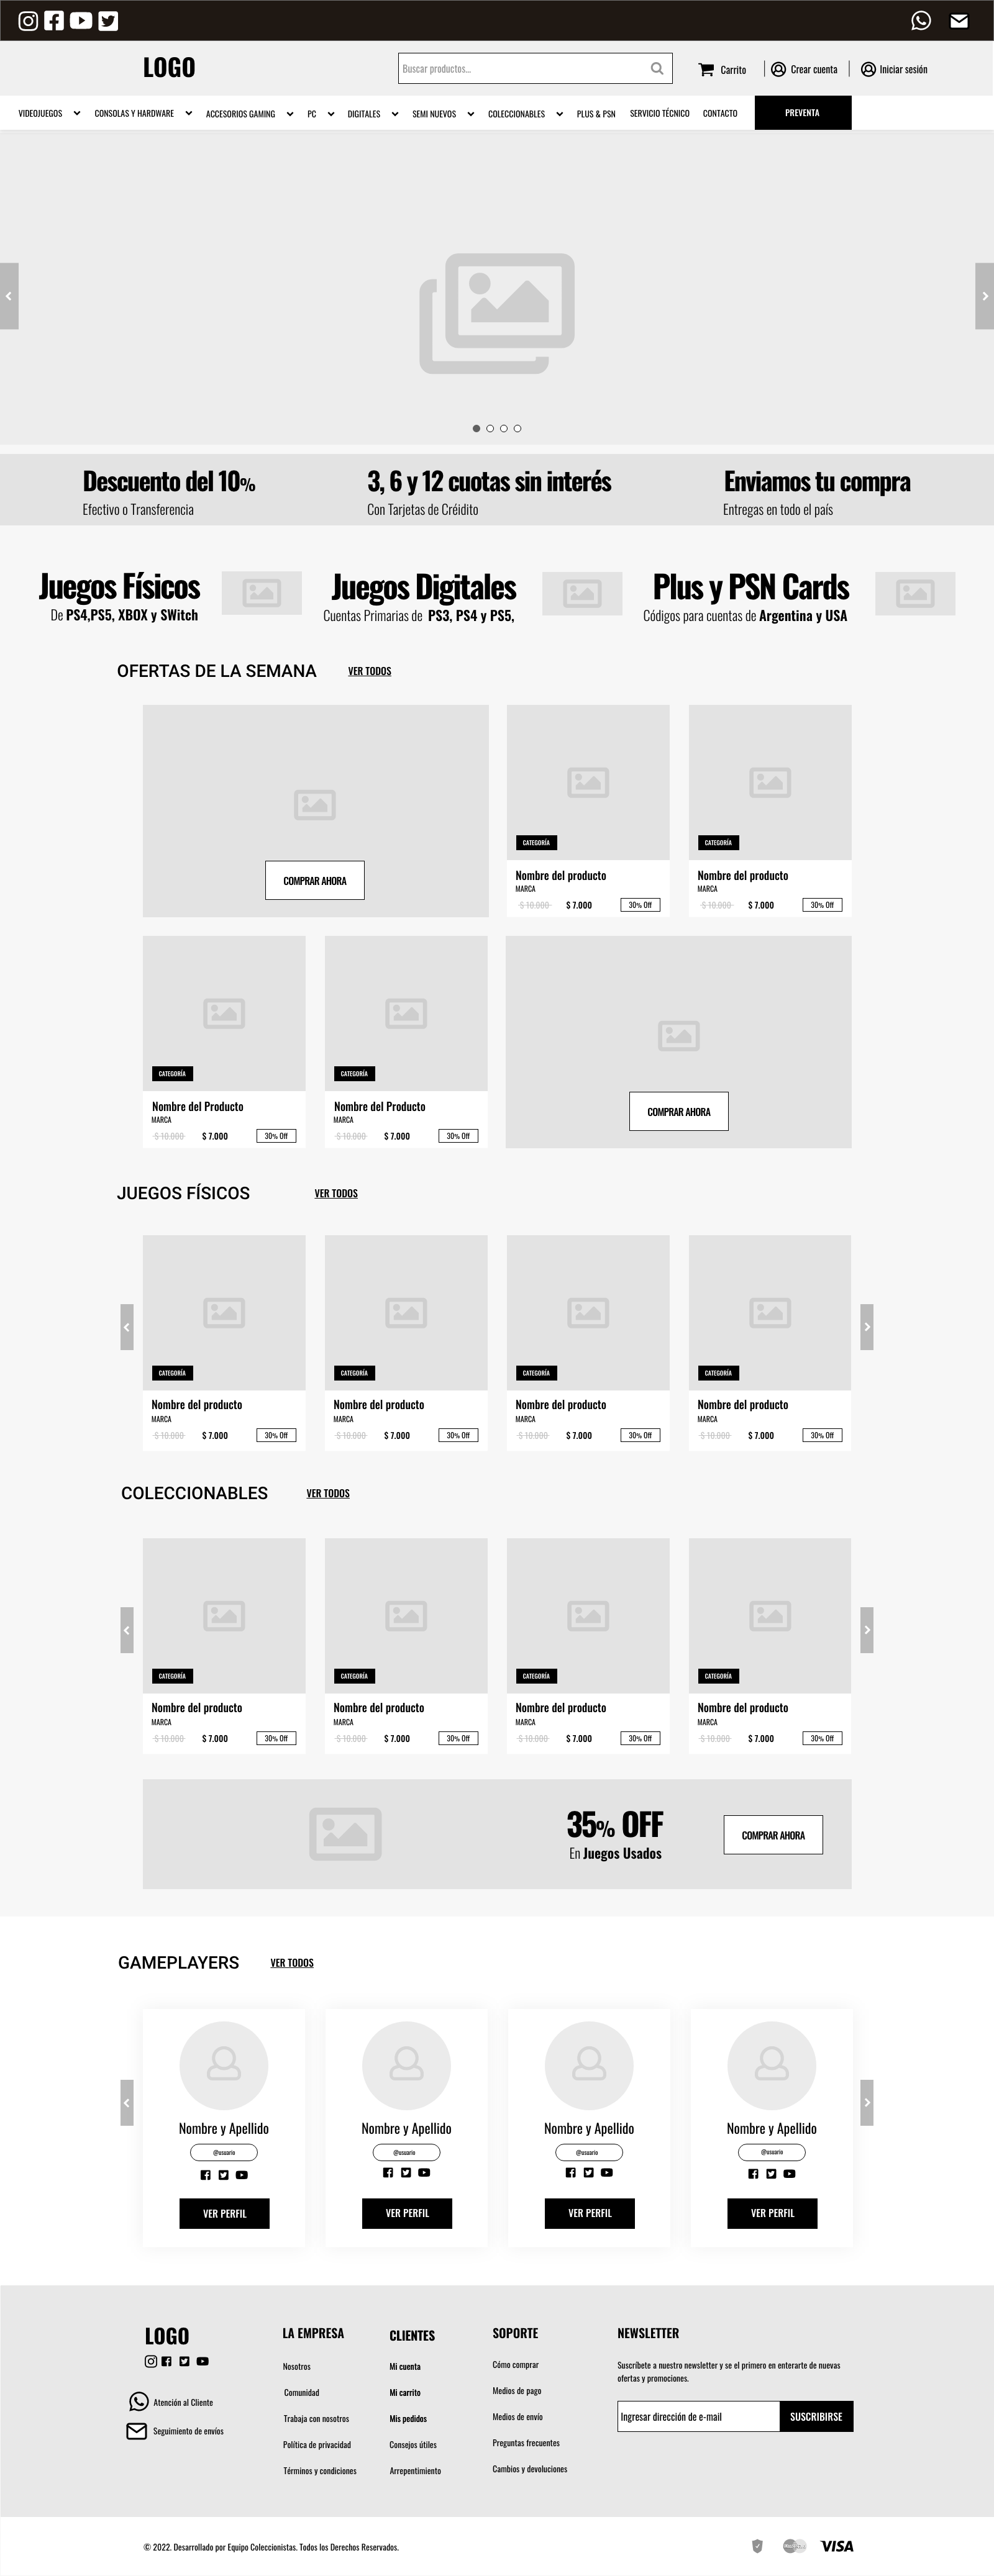 LOGO
Buscar productos...
Carrito
Crear cuenta
Iniciar sesión
VIDEOJUEGOS
CONSOLAS Y HARDWARE
ACCESORIOS GAMING
PC
DIGITALES
SEMI NUEVOS
COLECCIONABLES
PLUS & PSN
SERVICIO TÉCNICO
CONTACTO
PREVENTA
Descuento del 10%
Efectivo o Transferencia
3, 6 y 12 cuotas sin interés
Con Tarjetas de Créidito
Enviamos tu compra
Entregas en todo el país
Juegos Físicos
De PS4,PS5, XBOX y SWitch
Juegos Digitales
Cuentas Primarias de PS3, PS4 y PS5,
Plus y PSN Cards
Códigos para cuentas de Argentina y USA
OFERTAS DE LA SEMANA
VER TODOS
COMPRAR AHORA
CATEGORÍA
Nombre del producto
MARCA
$ 10.000 $ 7.000 30% Off
CATEGORÍA
Nombre del producto
MARCA
$ 10.000 $ 7.000 30% Off
CATEGORÍA
Nombre del Producto
MARCA
$ 10.000 $ 7.000 30% Off
CATEGORÍA
Nombre del Producto
MARCA
$ 10.000 $ 7.000 30% Off
COMPRAR AHORA
JUEGOS FÍSICOS
VER TODOS
CATEGORÍA
Nombre del producto
MARCA
$ 10.000 $ 7.000 30% Off
CATEGORÍA
Nombre del producto
MARCA
$ 10.000 $ 7.000 30% Off
CATEGORÍA
Nombre del producto
MARCA
$ 10.000 $ 7.000 30% Off
CATEGORÍA
Nombre del producto
MARCA
$ 10.000 $ 7.000 30% Off
COLECCIONABLES
VER TODOS
CATEGORÍA
Nombre del producto
MARCA
$ 10.000 $ 7.000 30% Off
CATEGORÍA
Nombre del producto
MARCA
$ 10.000 $ 7.000 30% Off
CATEGORÍA
Nombre del producto
MARCA
$ 10.000 $ 7.000 30% Off
CATEGORÍA
Nombre del producto
MARCA
$ 10.000 $ 7.000 30% Off
35% OFF
En Juegos Usados
COMPRAR AHORA
GAMEPLAYERS
VER TODOS
Nombre y Apellido
@usuario
VER PERFIL
Nombre y Apellido
@usuario
VER PERFIL
Nombre y Apellido
@usuario
VER PERFIL
Nombre y Apellido
@usuario
VER PERFIL
LOGO
Atención al Cliente
Seguimiento de envíos
LA EMPRESA
Nosotros
Comunidad
Trabaja con nosotros
Política de privacidad
Términos y condiciones
CLIENTES
Mi cuenta
Mi carrito
Mis pedidos
Consejos útiles
Arrepentimiento
SOPORTE
Cómo comprar
Medios de pago
Medios de envío
Preguntas frecuentes
Cambios y devoluciones
NEWSLETTER
Suscríbete a nuestro newsletter y se el primero en enterarte de nuevas
ofertas y promociones.
Ingresar dirección de e-mail
SUSCRIBIRSE
© 2022. Desarrollado por Equipo Coleccionistas. Todos los Derechos Reservados.
VISA